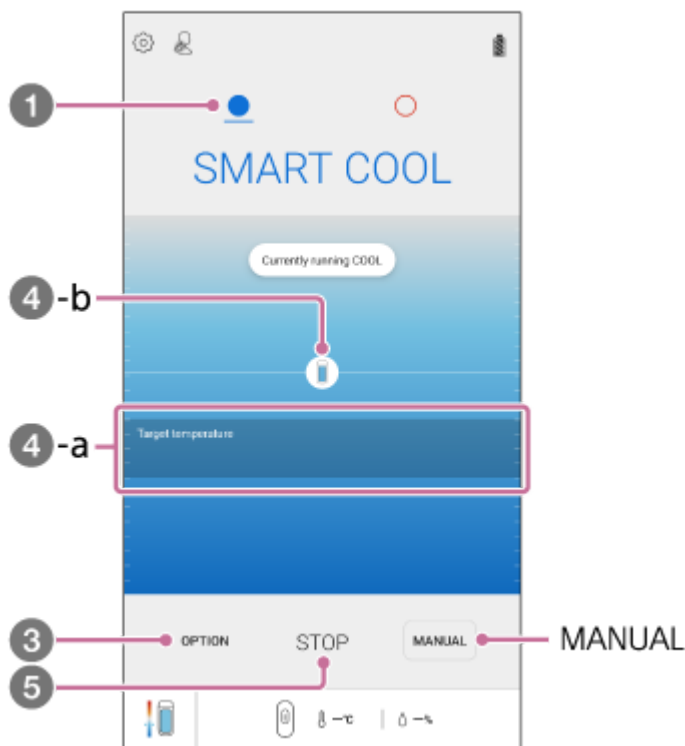 1
SMART COOL
Currently running COOL
4 -b
4 -a
Target temperature
3
OPTION
STOP
MANUAL
MANUAL
5
–°C
–%